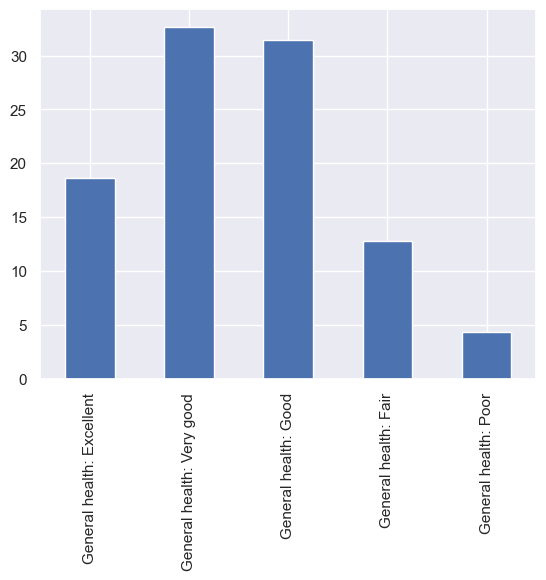 30
25
20
15
10
5
0
General health: Excellent
General health: Very good
General health: Good
General health: Fair
General health: Poor